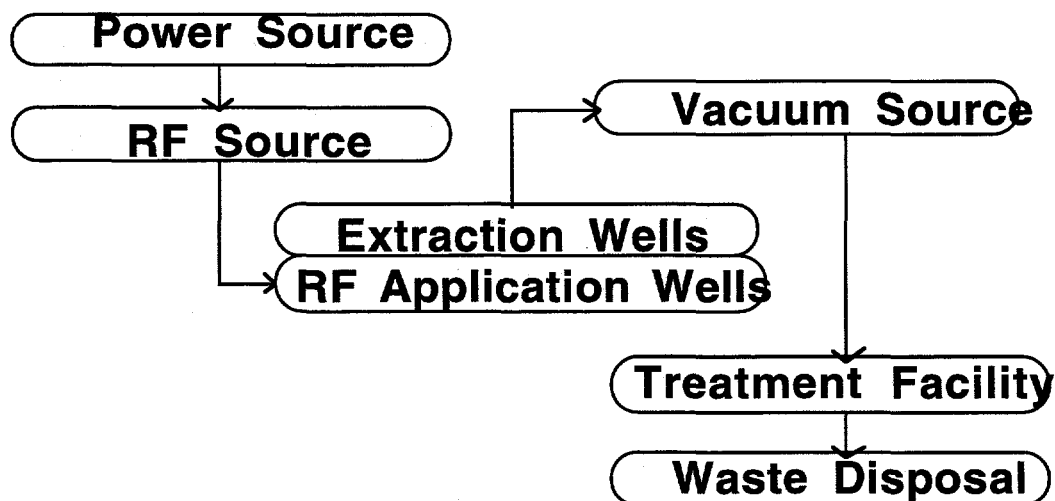 Power Source
RF Source
Vacuum Source
Extraction Wells
RF Application Wells
Treatment Facility
Waste Disposal